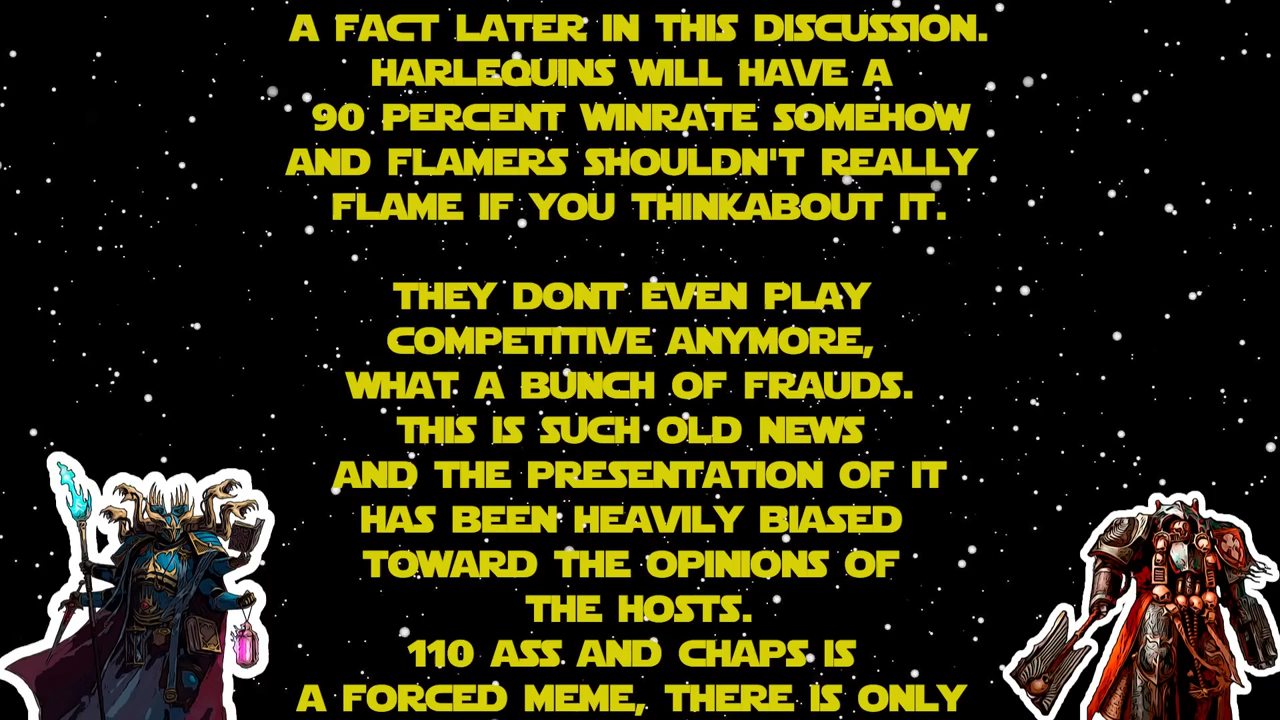 A FACT LATER IN THIS DISCUSSION.
HARLEQUINS WILL HAVE A
90 PERCENT WINRATE SOMEHOW
AND FLAMERS SHOULDN'T REALLY
FLAME IF YOU THINKABOUT IT.
THEY DONT EVEN PLAY
COMPETITIVE ANYMORE,
WHAT A BUNCH OF FRAUDS.
THIS IS SUCH OLD NEWS
AND THE PRESENTATION OF IT
HAS BEEN HEAVILY BIASED
TOWARD THE OPINIONS OF
THE HOSTS.
110 ASS AND CHAPS IS
A FORCED MEME, THERE IS ONLY